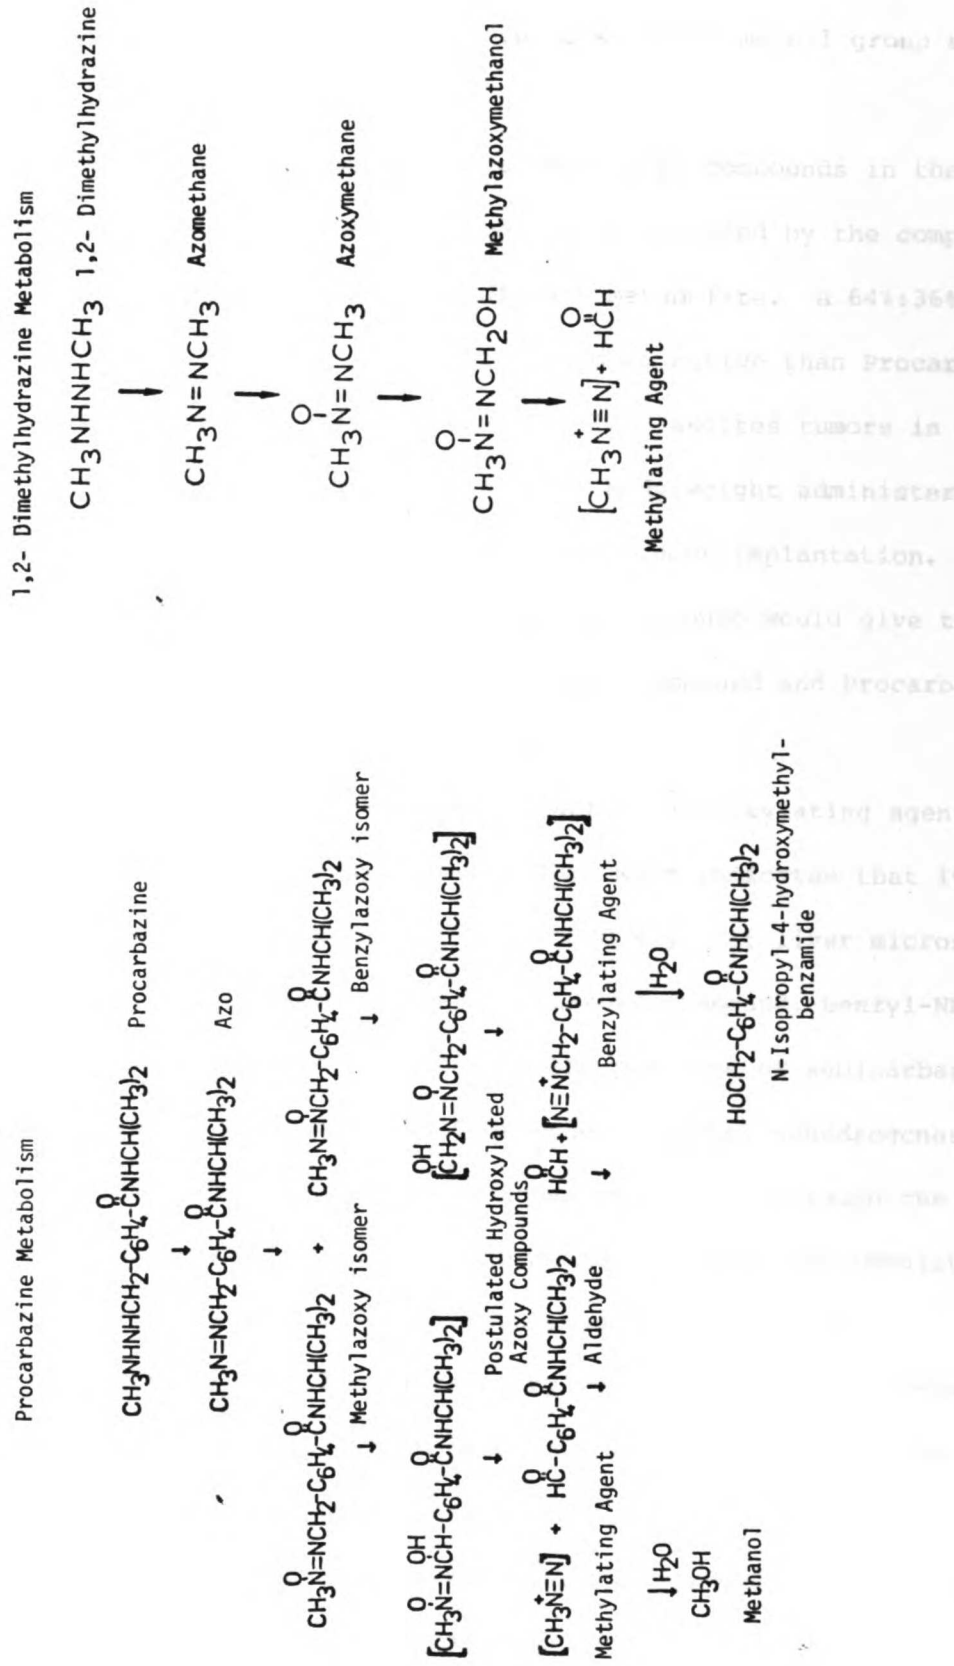 Procarbazine Metabolism
O
CH3NHNHCH2-C6H4-CNHCH(CH3)2 Procarbazine
↓
O
CH3N=NCH2-C6H4-CNHCH(CH3)2 Azo
↓
O O O O
CH3N=NCH2-C6H4-CNHCH(CH3)2 + CH3N=NCH2-C6H4-CNHCH(CH3)2
↓ Methylazoxy isomer ↓ Benzylazoxy isomer
O OH O OH O O
[CH3N=NCH-C6H4-CNHCH(CH3)2] [CH2N=NCH2-C6H4-CNHCH(CH3)2]
↓ Postulated Hydroxylated ↓
Azoxy Compounds
+ O O O + O
[CH3N≡N] + HC-C6H4-CNHCH(CH3)2 HCH + [N≡NCH2-C6H4-CNHCH(CH3)2]
Methylating Agent ↓ Aldehyde ↓ Benzylating Agent
↓H2O ↓H2O
CH3OH
O
HOCH2-C6H4-CNHCH(CH3)2
Methanol
N-Isopropyl-4-hydroxymethyl-
benzamide
1,2- Dimethylhydrazine Metabolism
CH3NHNHCH3 1,2- Dimethylhydrazine
↓
CH3N=NCH3 Azomethane
↓
O
CH3N=NCH3 Azoxymethane
↓
O
CH3N=NCH2OH Methylazoxymethanol
↓
+ O
[CH3N≡N] + HCH
Methylating Agent